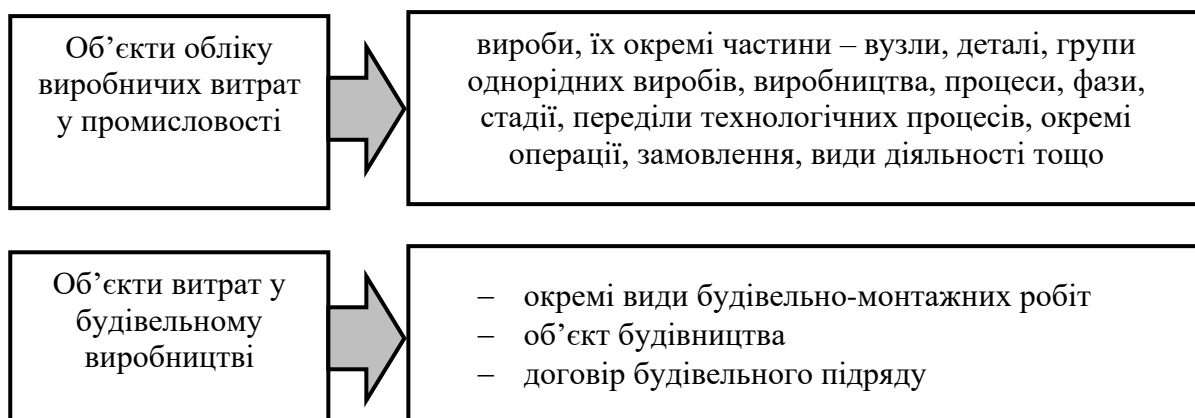 Об’єкти обліку
виробничих витрат
у промисловості
вироби, їх окремі частини – вузли, деталі, групи
однорідних виробів, виробництва, процеси, фази,
стадії, переділи технологічних процесів, окремі
операції, замовлення, види діяльності тощо
Об’єкти витрат у
будівельному
виробництві
– окремі види будівельно-монтажних робіт
– об’єкт будівництва
– договір будівельного підряду